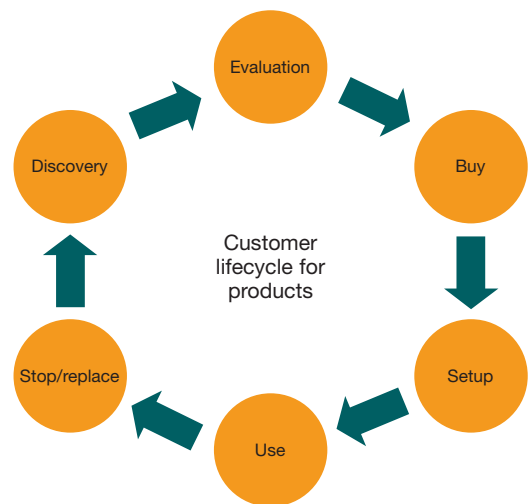 Evaluation
Discovery
Buy
Customer
lifecycle for
products
Stop/replace
Setup
Use